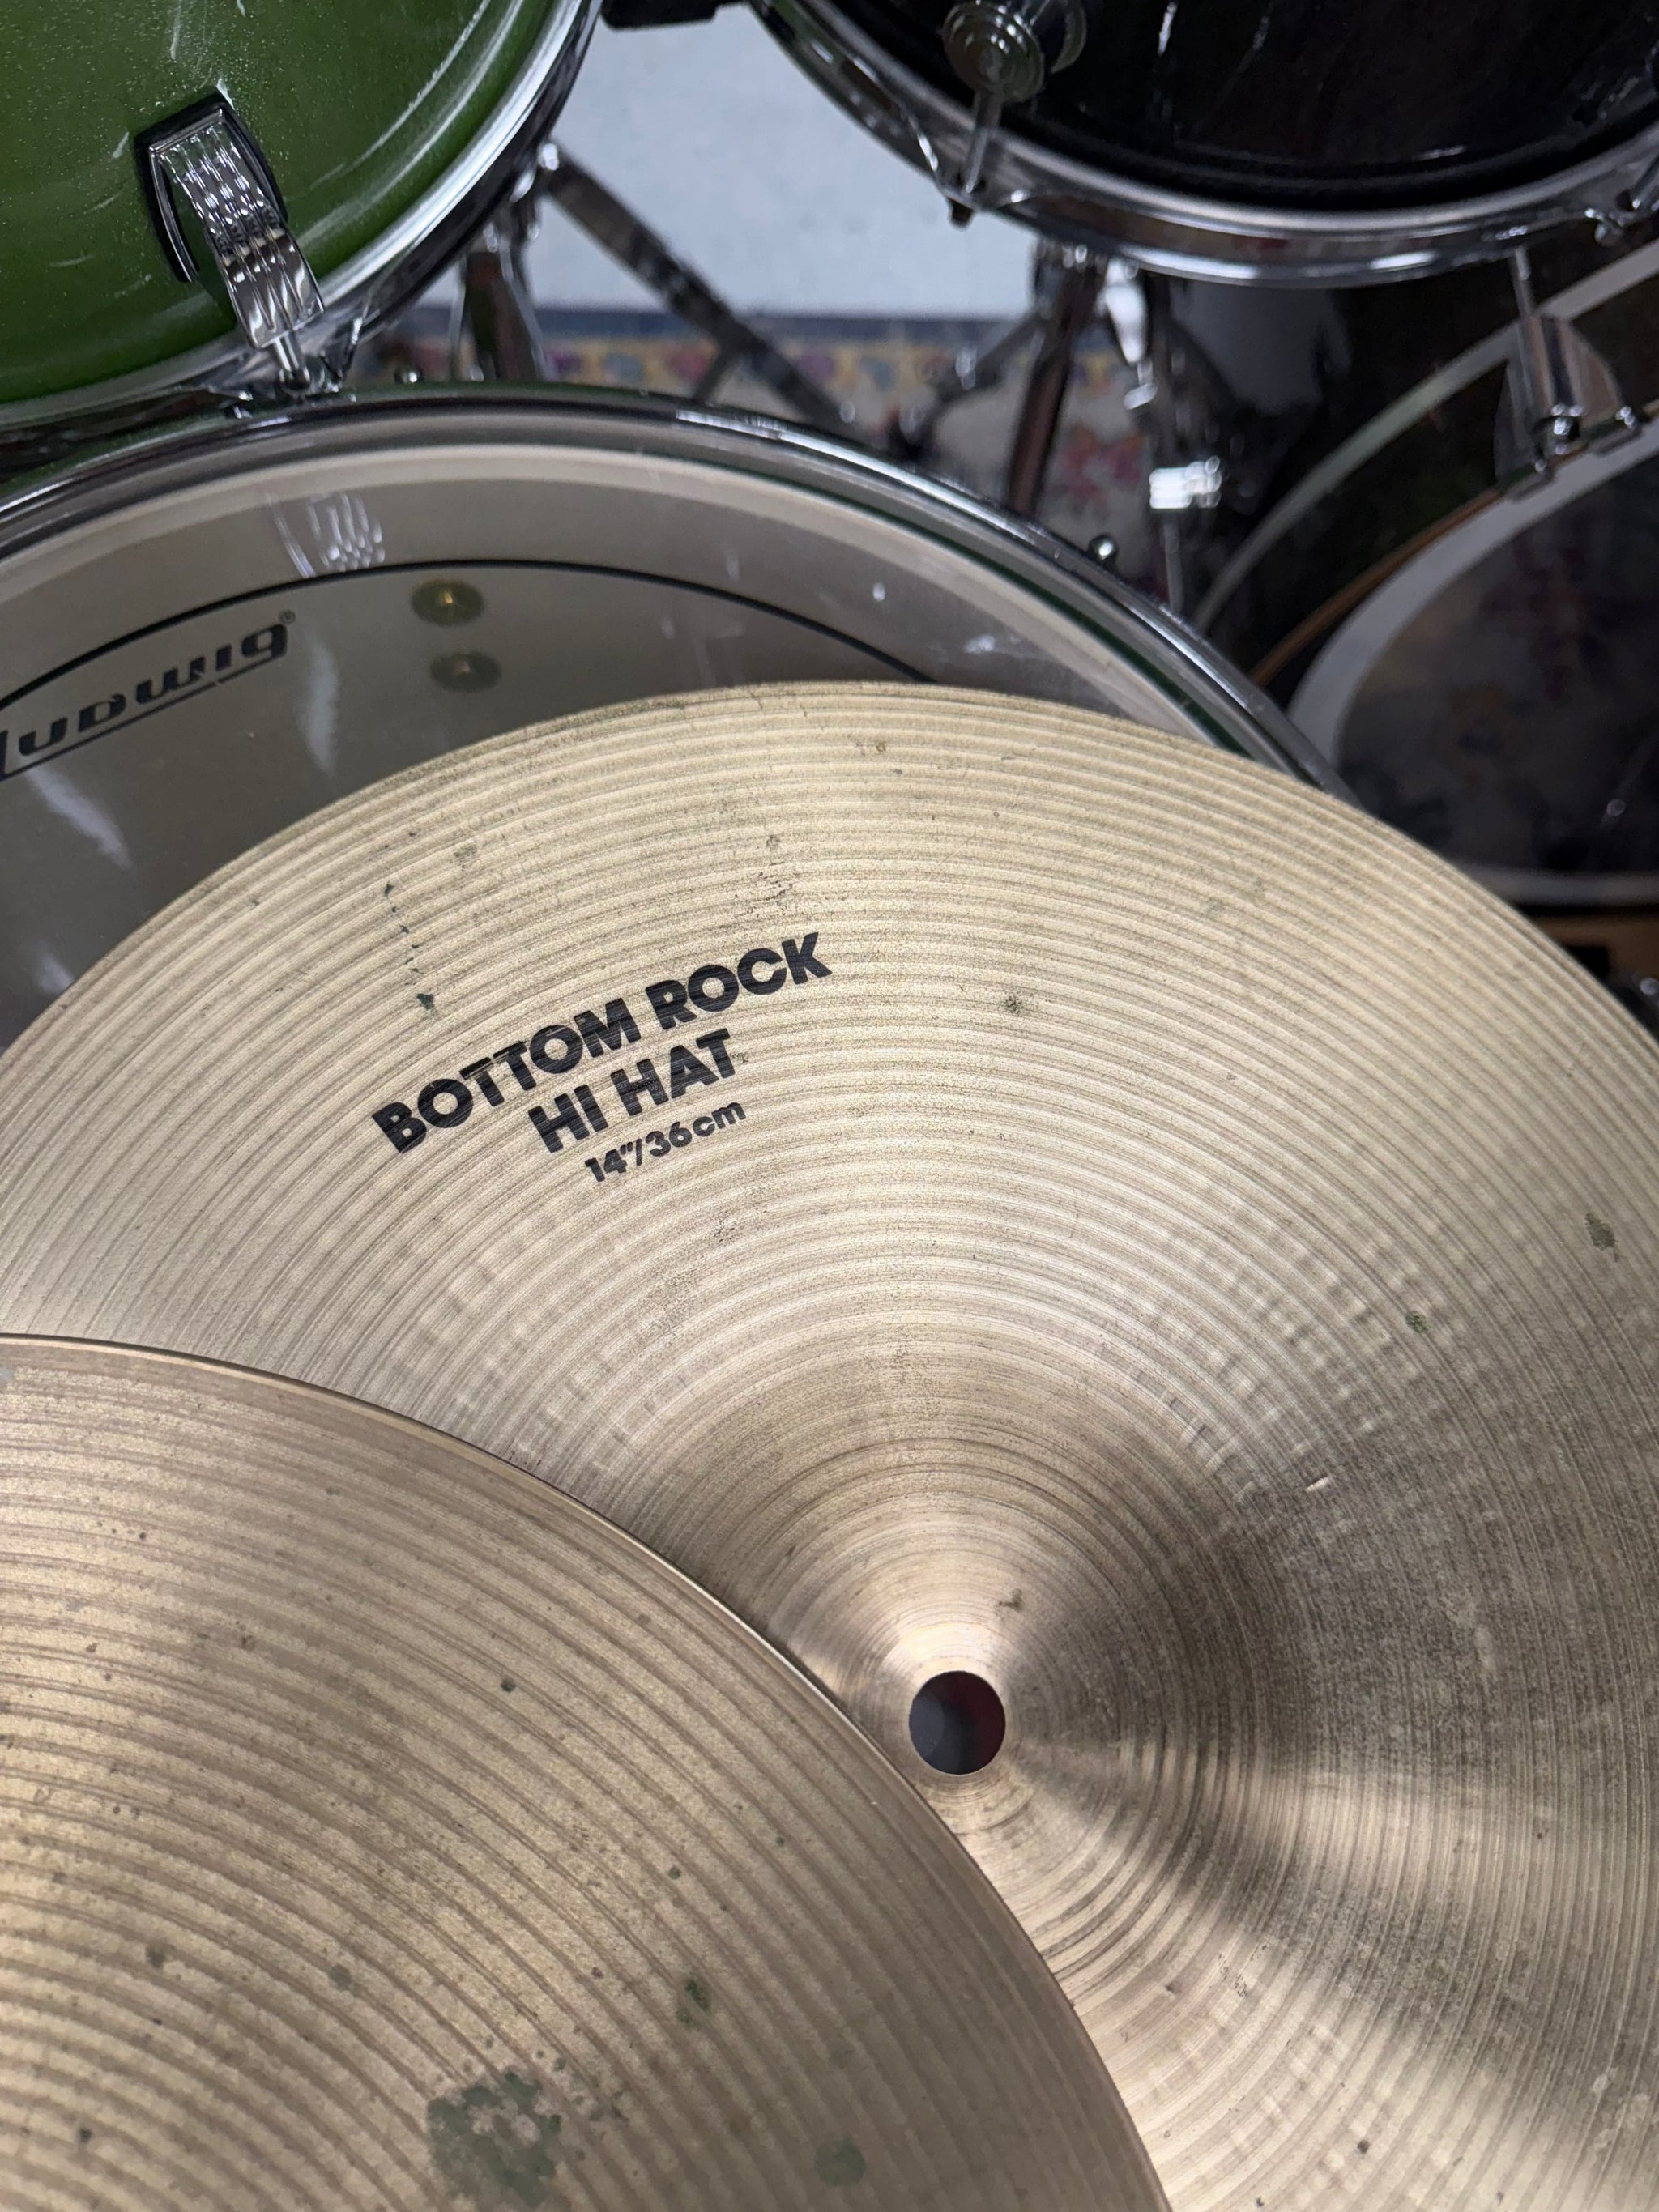 LUDWIG®
BOTTOM ROCK
HI HAT
14"/36cm